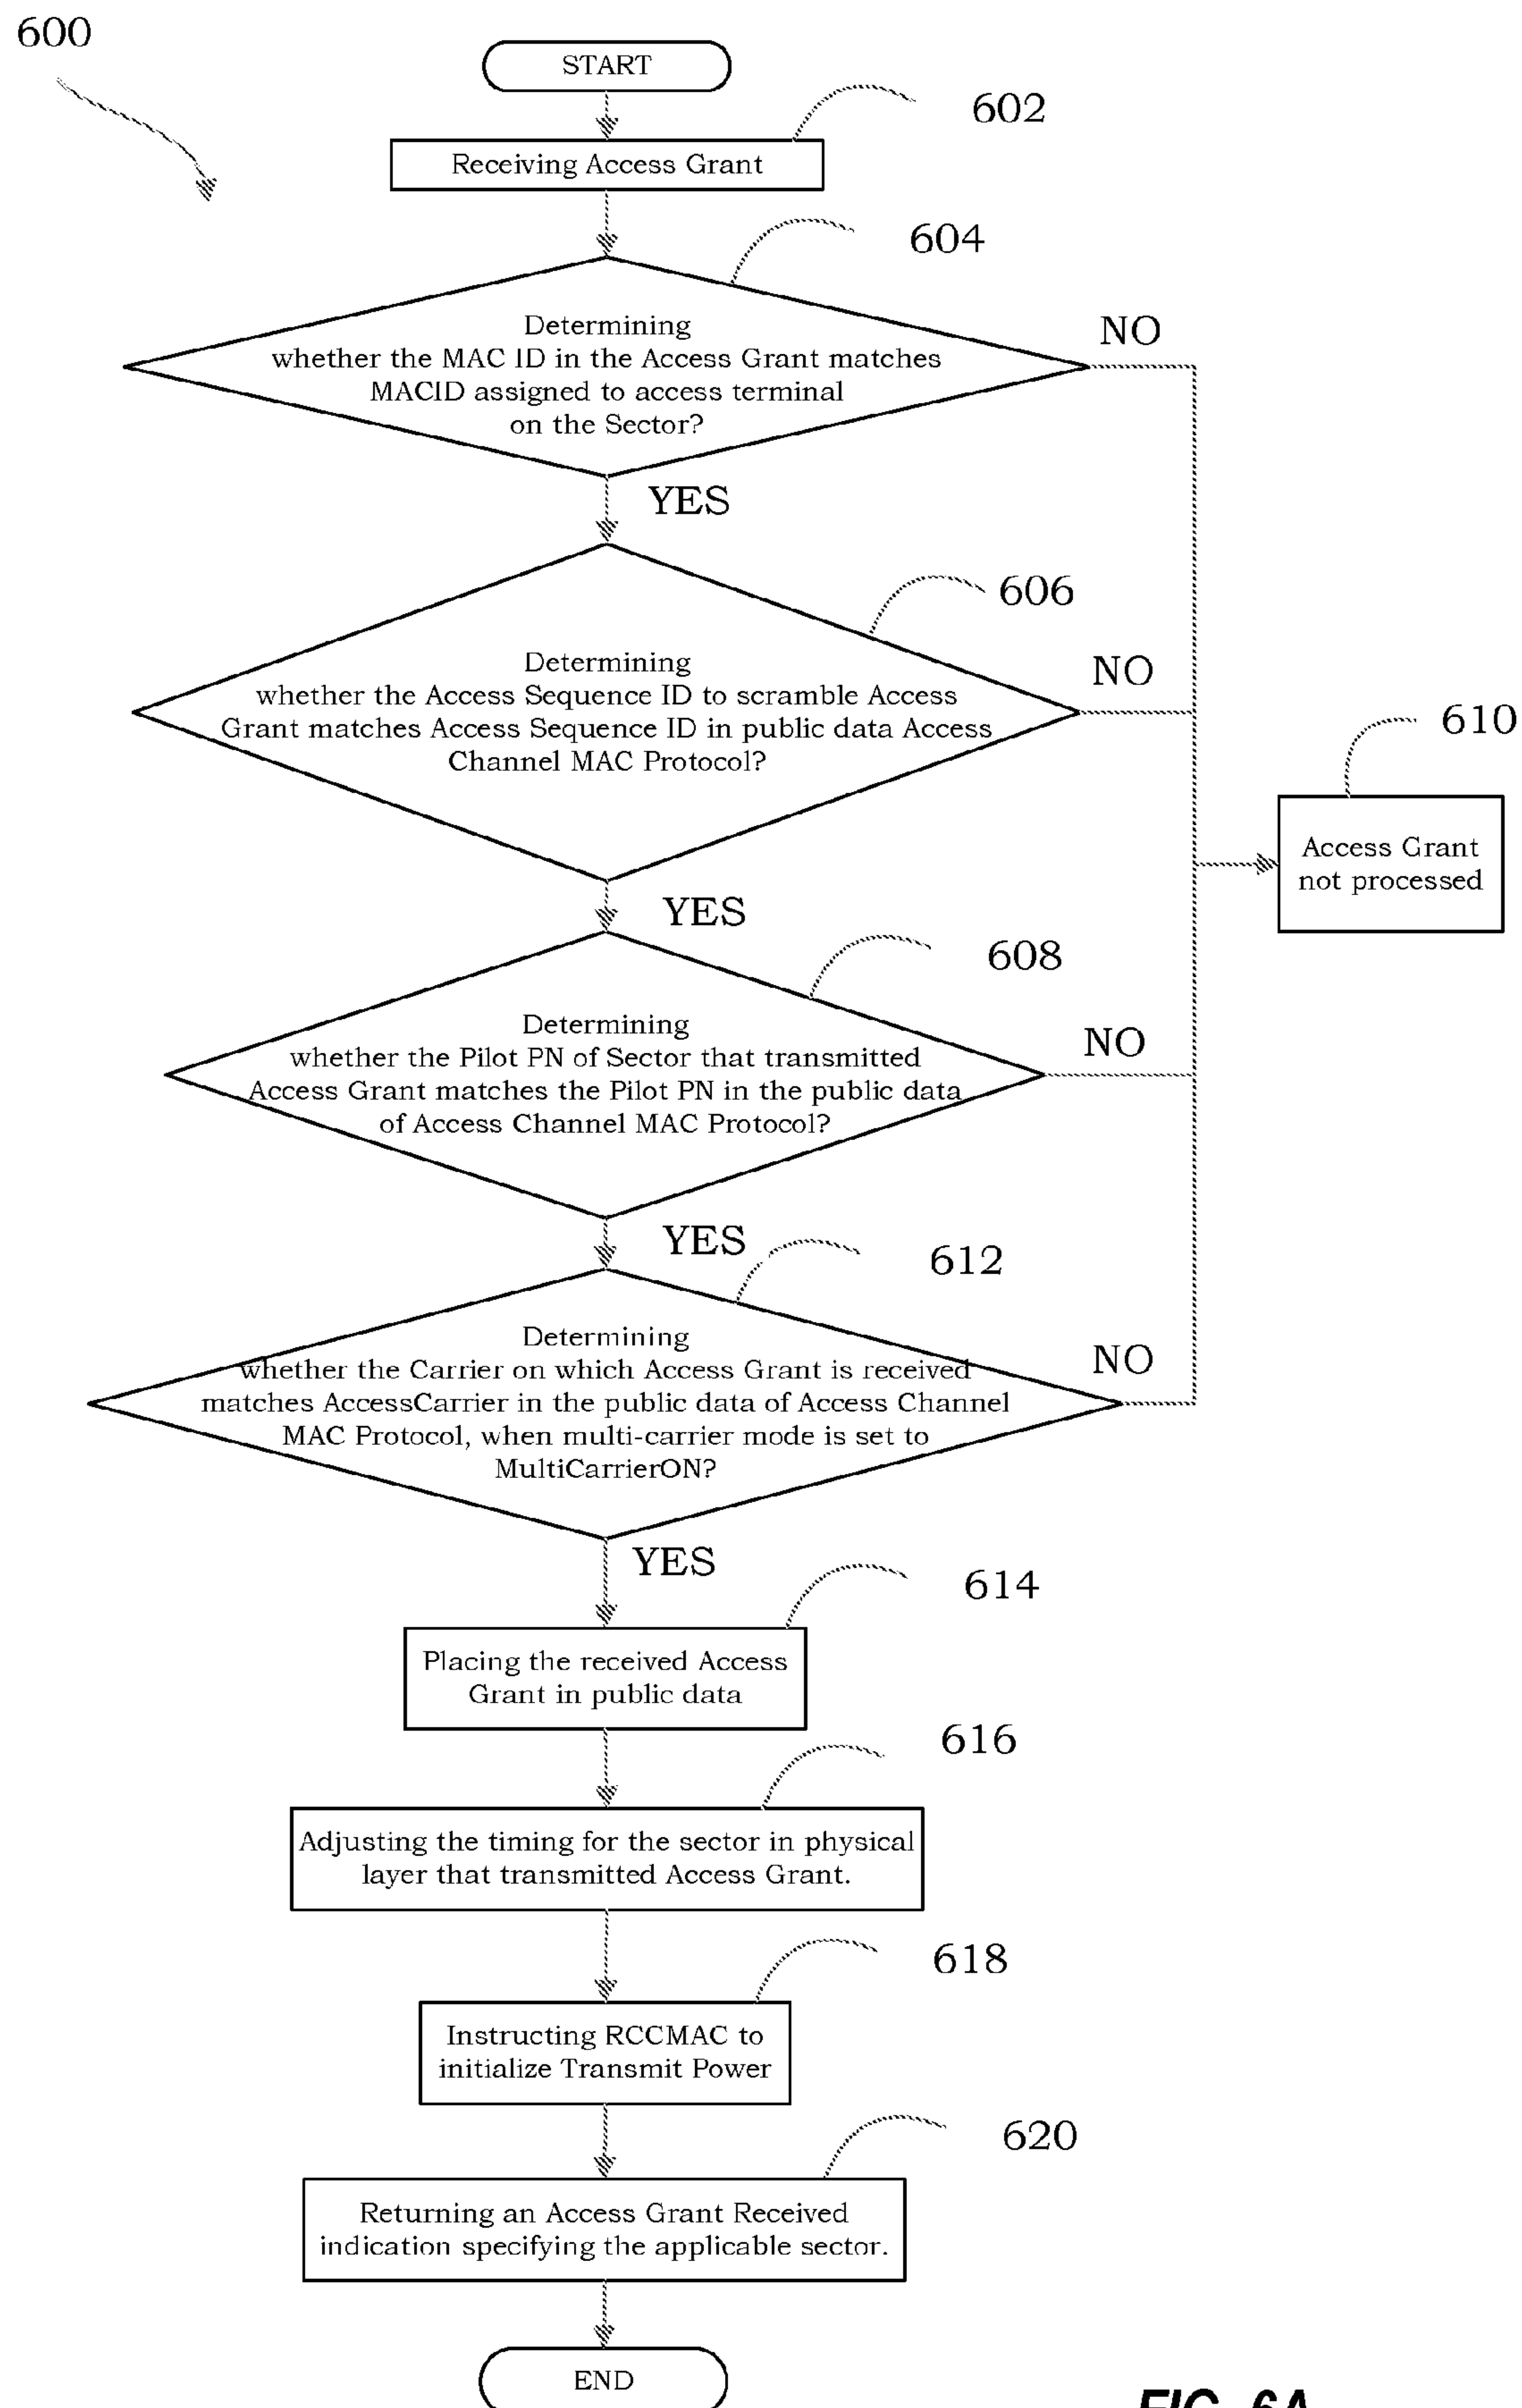 600
START
602
Receiving Access Grant
604
Determining
whether the MAC ID in the Access Grant matches
MACID assigned to access terminal
on the Sector?
NO
YES
606
Determining
whether the Access Sequence ID to scramble Access
Grant matches Access Sequence ID in public data Access
Channel MAC Protocol?
NO
610
Access Grant
not processed
YES
608
Determining
whether the Pilot PN of Sector that transmitted
Access Grant matches the Pilot PN in the public data
of Access Channel MAC Protocol?
NO
YES
612
Determining
whether the Carrier on which Access Grant is received
matches AccessCarrier in the public data of Access Channel
MAC Protocol, when multi-carrier mode is set to
MultiCarrierON?
NO
YES
614
Placing the received Access
Grant in public data
616
Adjusting the timing for the sector in physical
layer that transmitted Access Grant.
618
Instructing RCCMAC to
initialize Transmit Power
620
Returning an Access Grant Received
indication specifying the applicable sector.
END
FIG. 6A